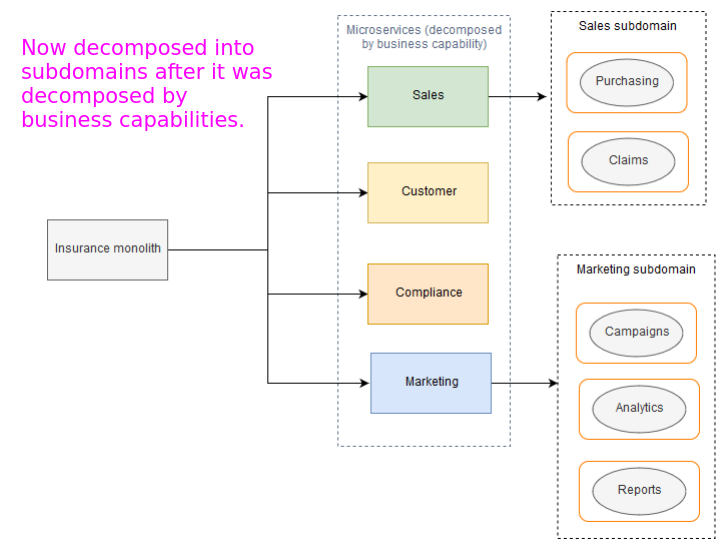 Now decomposed into
subdomains after it was
decomposed by
business capabilities.
Insurance monolith
Microservices (decomposed
by business capability)
Sales
Customer
Compliance
Marketing
Sales subdomain
Purchasing
Claims
Marketing subdomain
Campaigns
Analytics
Reports